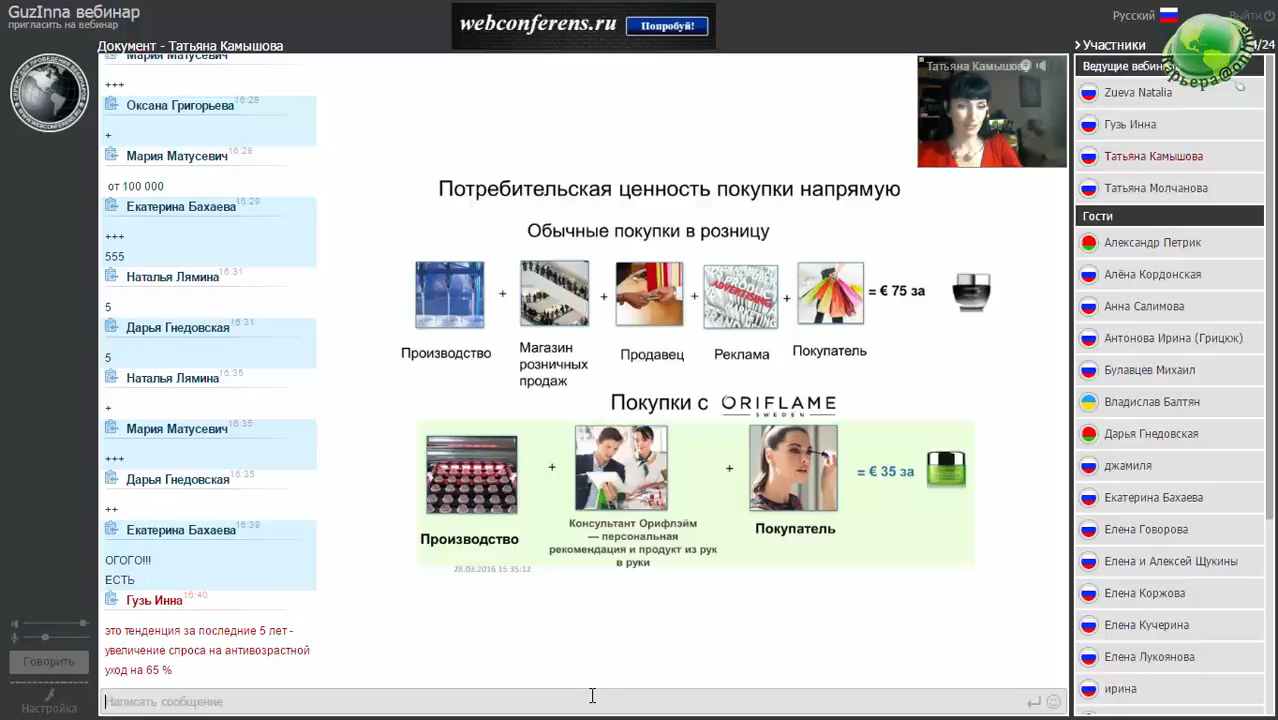 GuzInna вебинар
пригласить на вебинар
webconferens.ru
Попробуй!
Русский
Выйти
Карьера@online
Документ - Татьяна Камышова
Мария Матусевич
+++
Оксана Григорьева 16:28
+
Мария Матусевич 16:28
от 100 000
Екатерина Бахаева 16:29
+++
555
Наталья Лямина 16:31
5
Дарья Гнедовская 16:31
5
Наталья Лямина 16:35
+
Мария Матусевич 16:35
+++
Дарья Гнедовская 16:35
++
Екатерина Бахаева 16:39
ОГОГО!!!
ЕСТЬ
Гузь Инна 16:40
это тенденция за последние 5 лет -
увеличение спроса на антивозрастной
уход на 65 %
Говорить
Настройка
Написать сообщение
Татьяна Камышова
Потребительская ценность покупки напрямую
Обычные покупки в розницу
+ + + + = € 75 за
ADVERTISING
Производство
Магазин
розничных
продаж
Продавец
Реклама
Покупатель
Покупки с ORIFLAME
SWEDEN
+ + = € 35 за
Производство
Консультант Орифлэйм
— персональная
рекомендация и продукт из рук
в руки
Покупатель
28.03.2016 15:35:12
Участники
/24
Ведущие
Zueva Natalia
Гузь Инна
Татьяна Камышова
Татьяна Молчанова
Гости
Александр Петрик
Алёна Кордонская
Анна Салимова
Антонова Ирина (Грицюк)
Булавцев Михаил
Владислав Балтян
Дарья Гнедовская
джамиля
Екатерина Бахаева
Елена Говорова
Елена и Алексей Щукины
Елена Коржова
Елена Кучерина
Елена Лукоянова
ирина